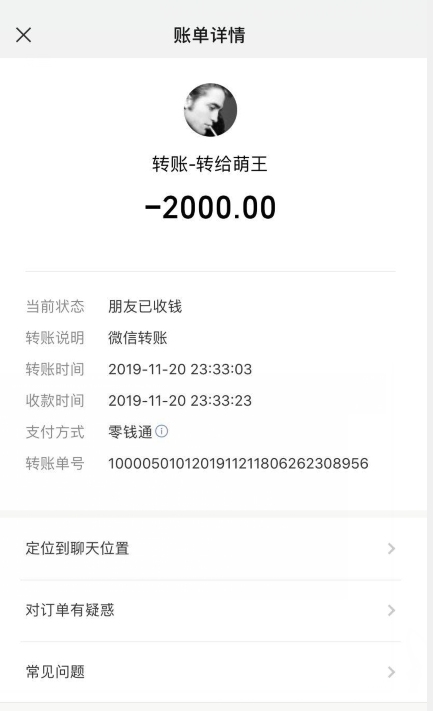 账单详情
转账-转给萌王
-2000.00
当前状态 朋友已收钱
转账说明 微信转账
转账时间 2019-11-20 23:33:03
收款时间 2019-11-20 23:33:23
支付方式 零钱通
转账单号 1000050101201911211806262308956
定位到聊天位置
对订单有疑惑
常见问题